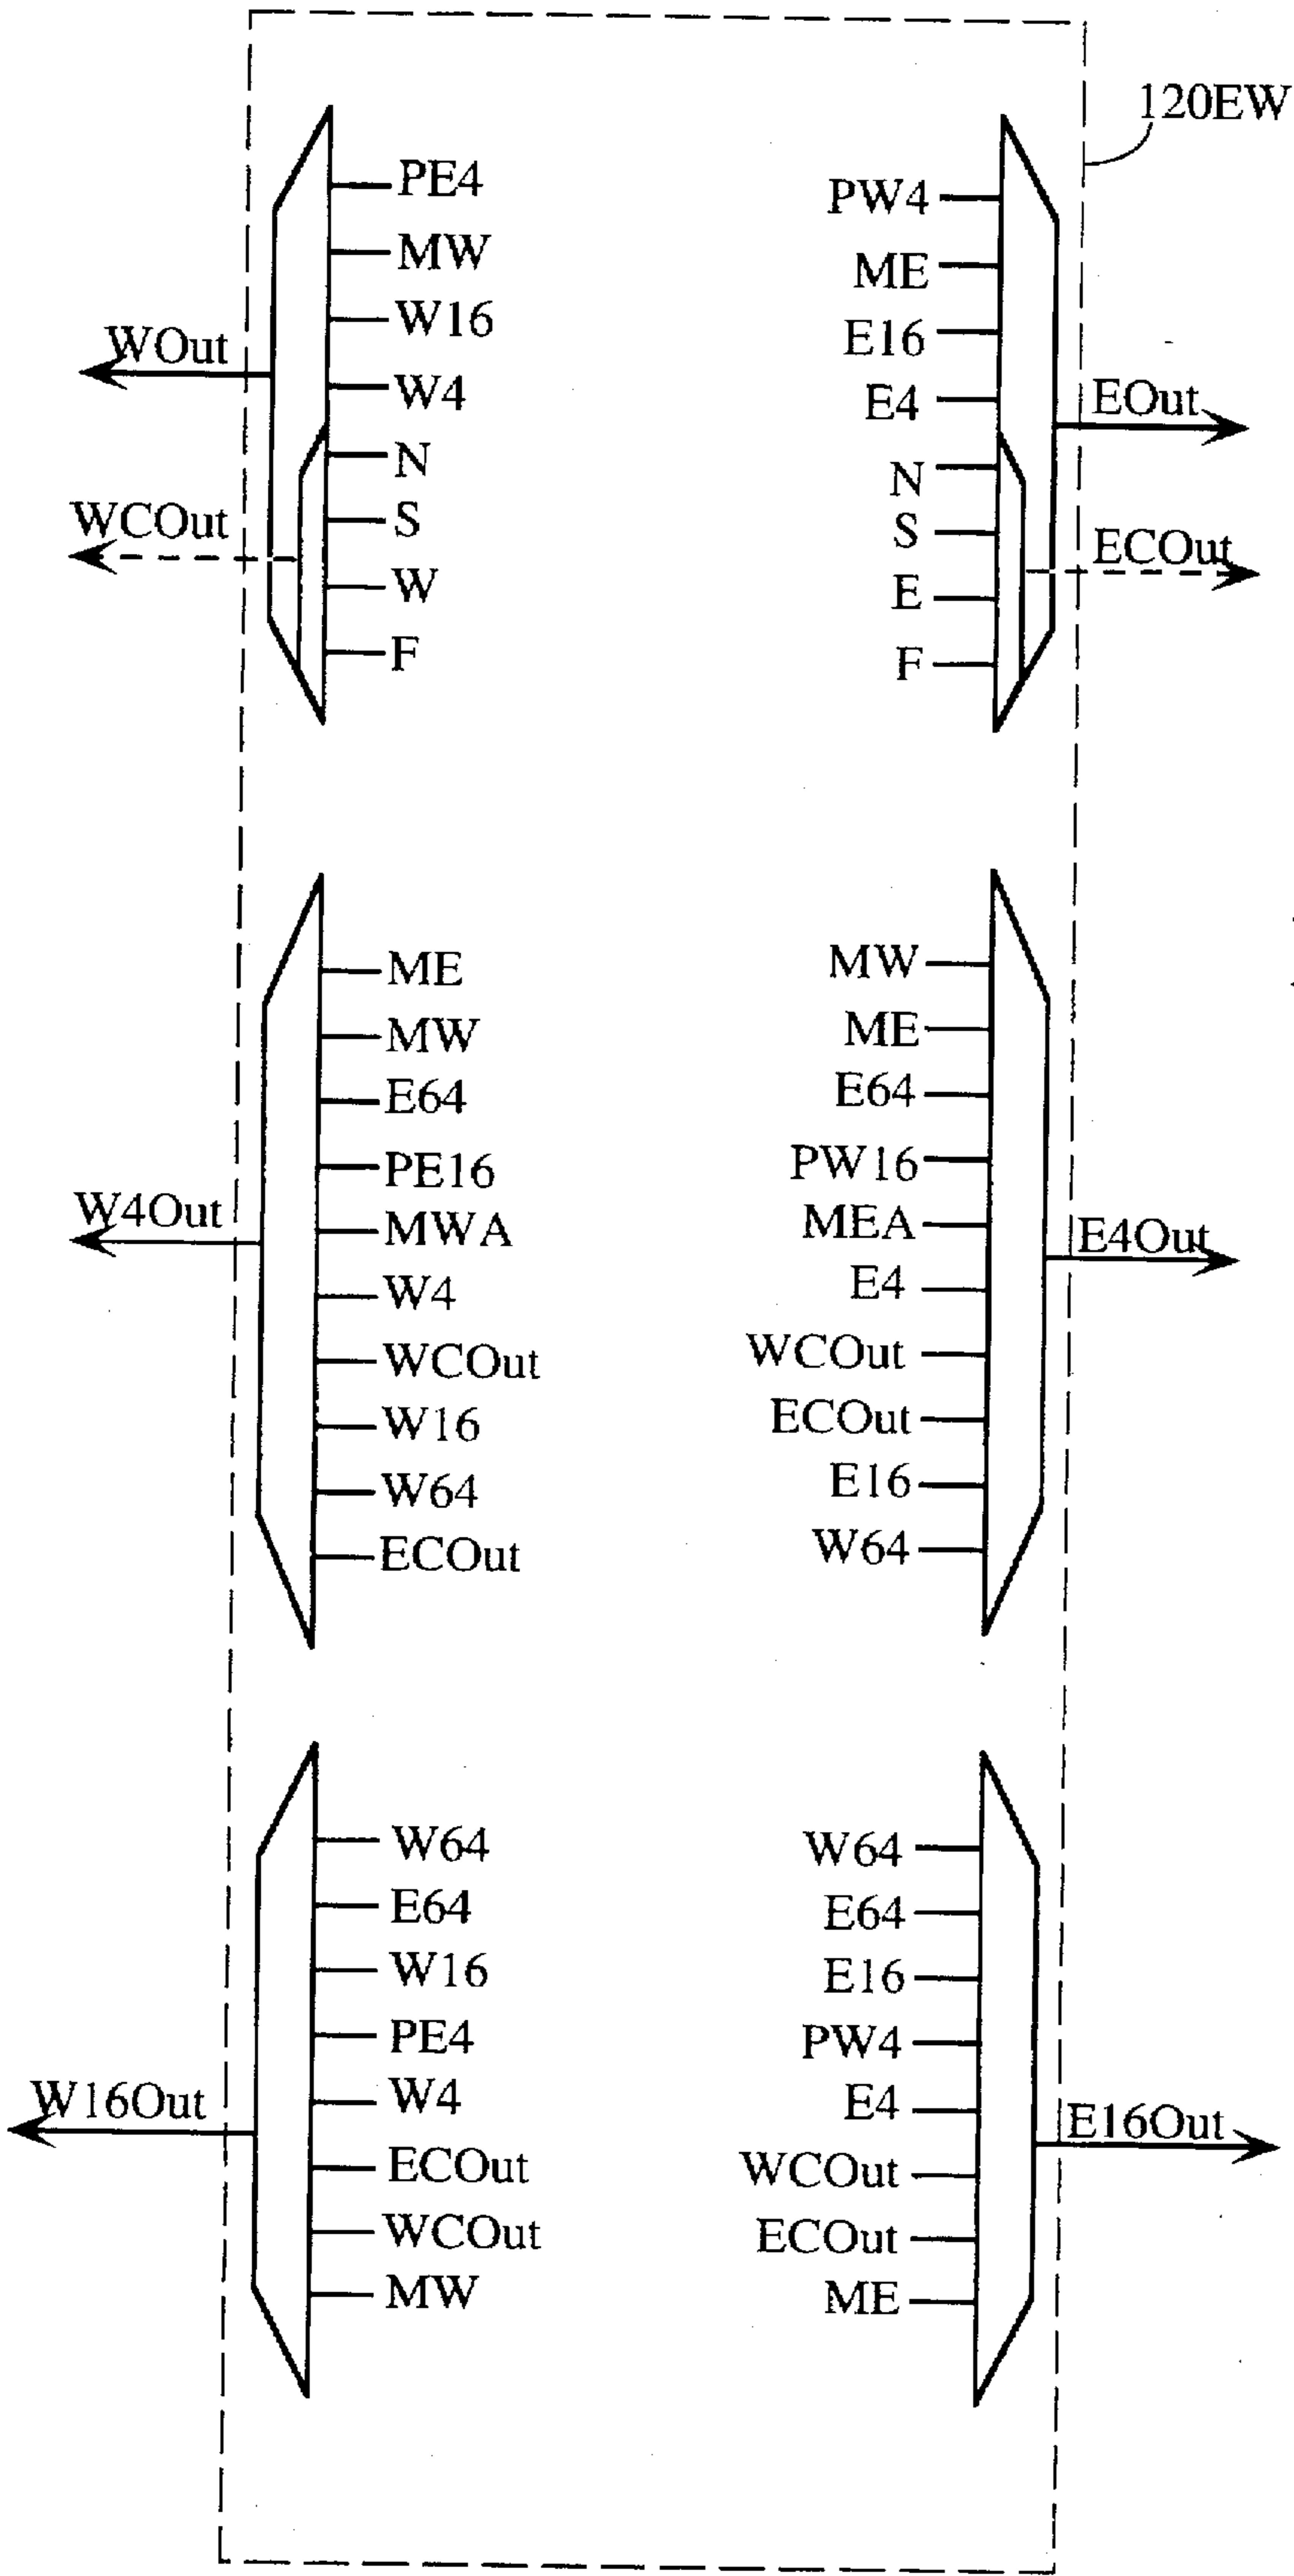 120EW
PE4
MW
W16
W4
N
S
W
F
WOut
WCOut
PW4
ME
E16
E4
N
S
E
F
EOut
ECOut
ME
MW
E64
PE16
MWA
W4
WCOut
W16
W64
ECOut
W4Out
MW
ME
E64
PW16
MEA
E4
WCOut
ECOut
E16
W64
E4Out
W64
E64
W16
PE4
W4
ECOut
WCOut
MW
W16Out
W64
E64
E16
PW4
E4
WCOut
ECOut
ME
E16Out